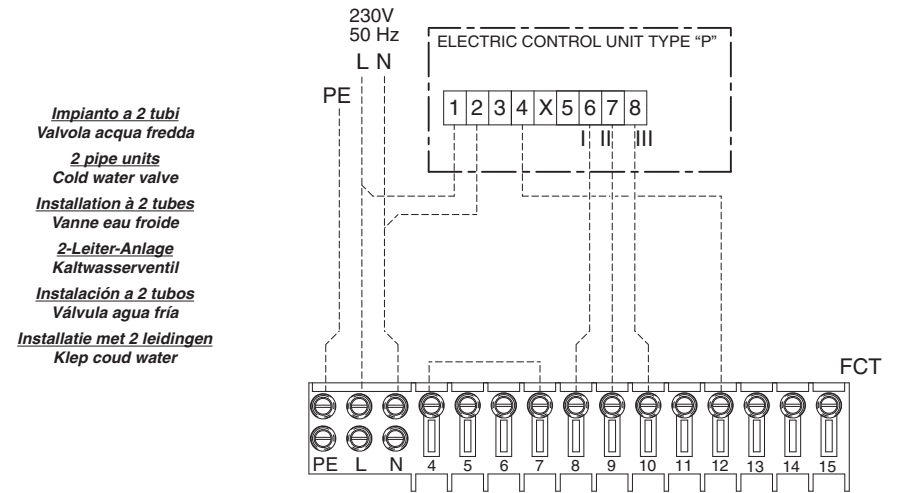 230V
50 Hz
L N
PE
ELECTRIC CONTROL UNIT TYPE “P”
1 2 3 4 X 5 6 7 8
I II III
Impianto a 2 tubi
Valvola acqua fredda
2 pipe units
Cold water valve
Installation à 2 tubes
Vanne eau froide
2-Leiter-Anlage
Kaltwasserventil
Instalación a 2 tubos
Válvula agua fría
Installatie met 2 leidingen
Klep coud water
FCT
PE L N 4 5 6 7 8 9 10 11 12 13 14 15